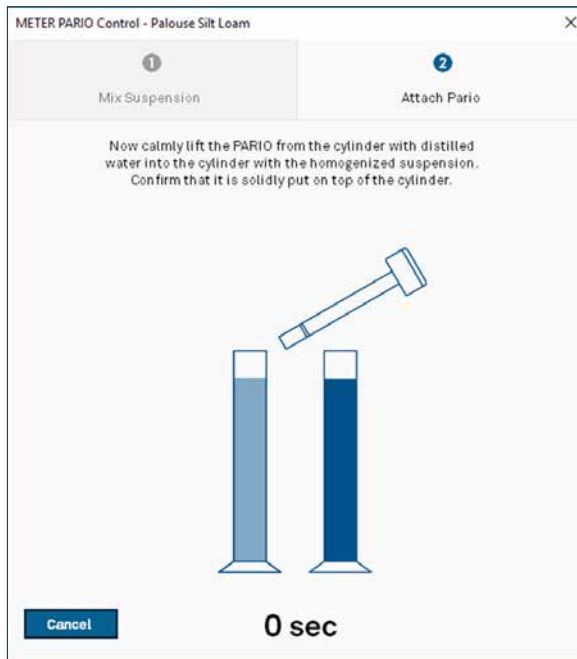 METER PARIO Control - Palouse Silt Loam
1
2
Mix Suspension
Attach Pario
Now calmly lift the PARIO from the cylinder with distilled
water into the cylinder with the homogenized suspension.
Confirm that it is solidly put on top of the cylinder.
Cancel
0 sec